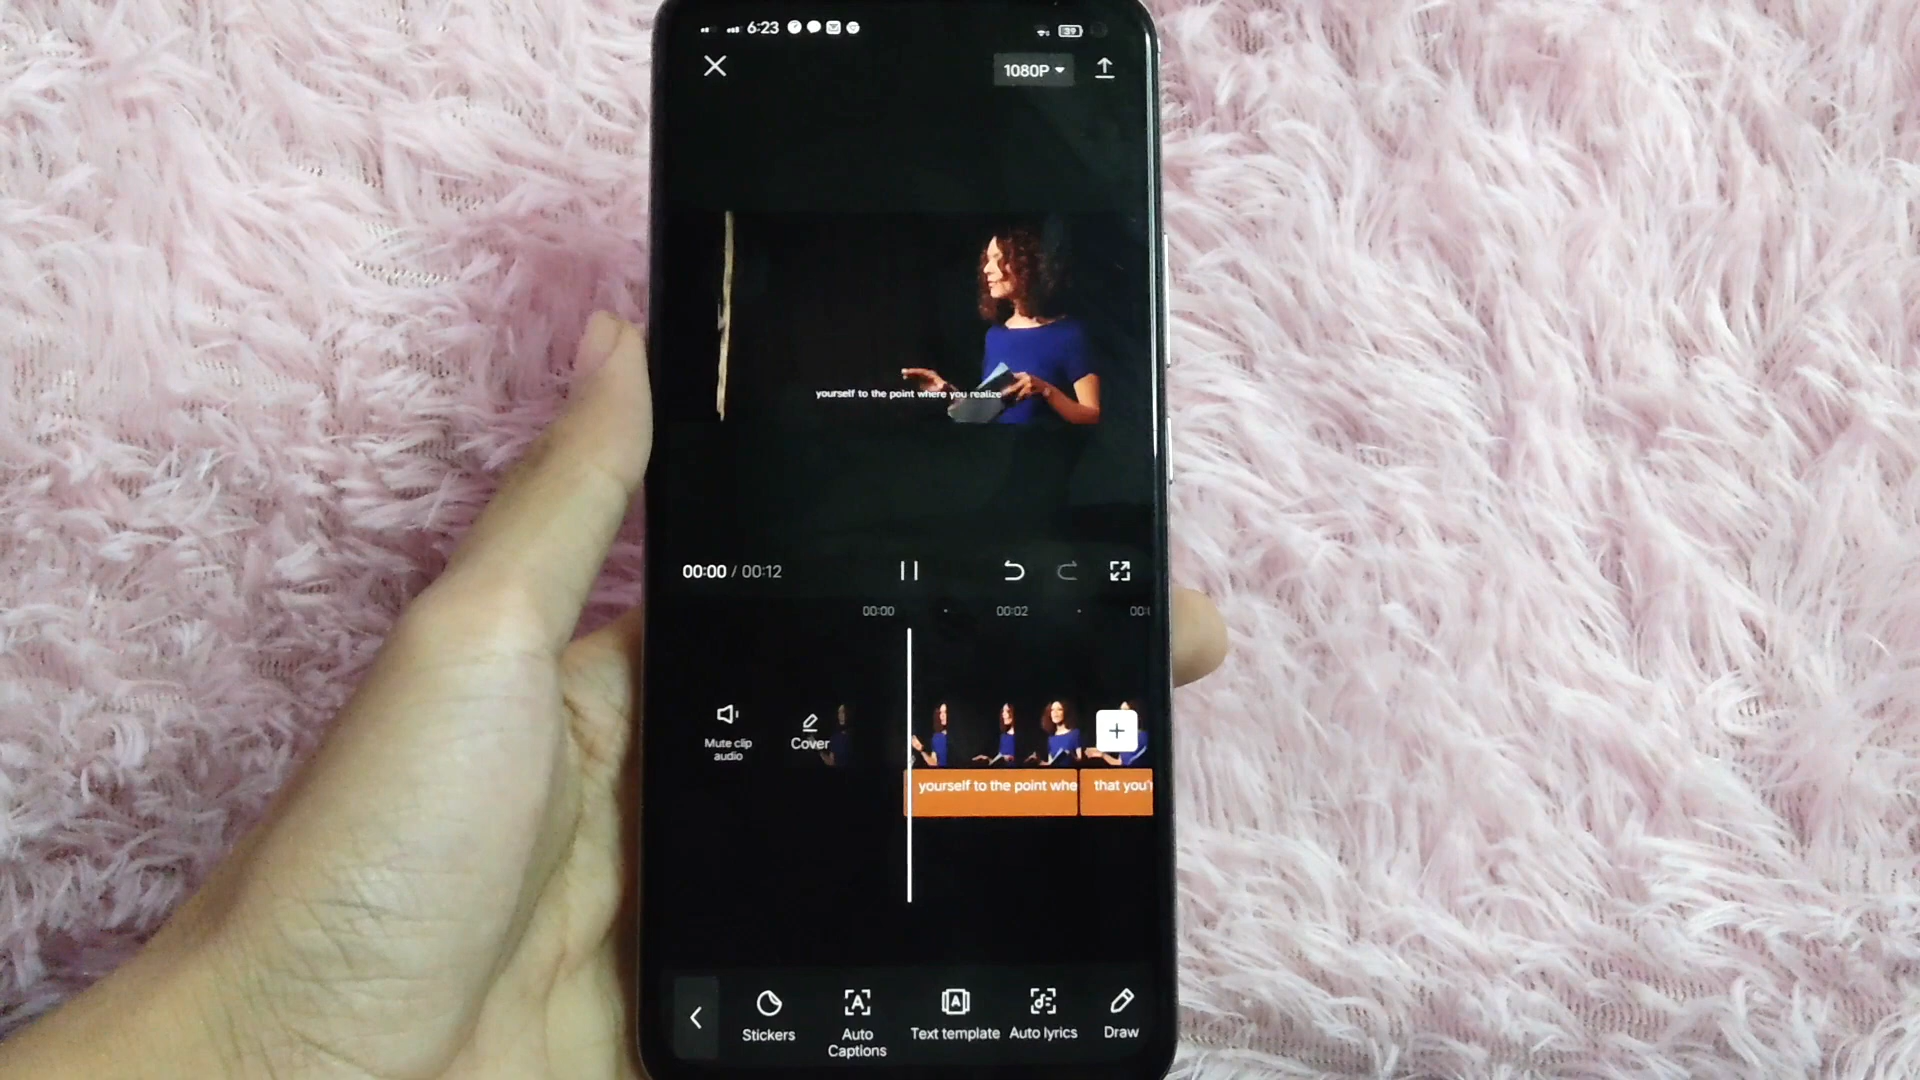 6:23
39
1080P
yourself to the point where you realize
00:00 / 00:12
00:00
00:02
Mute clip
audio
Cover
yourself to the point whe
that you'
Stickers
Auto
Captions
Text template
Auto lyrics
Draw